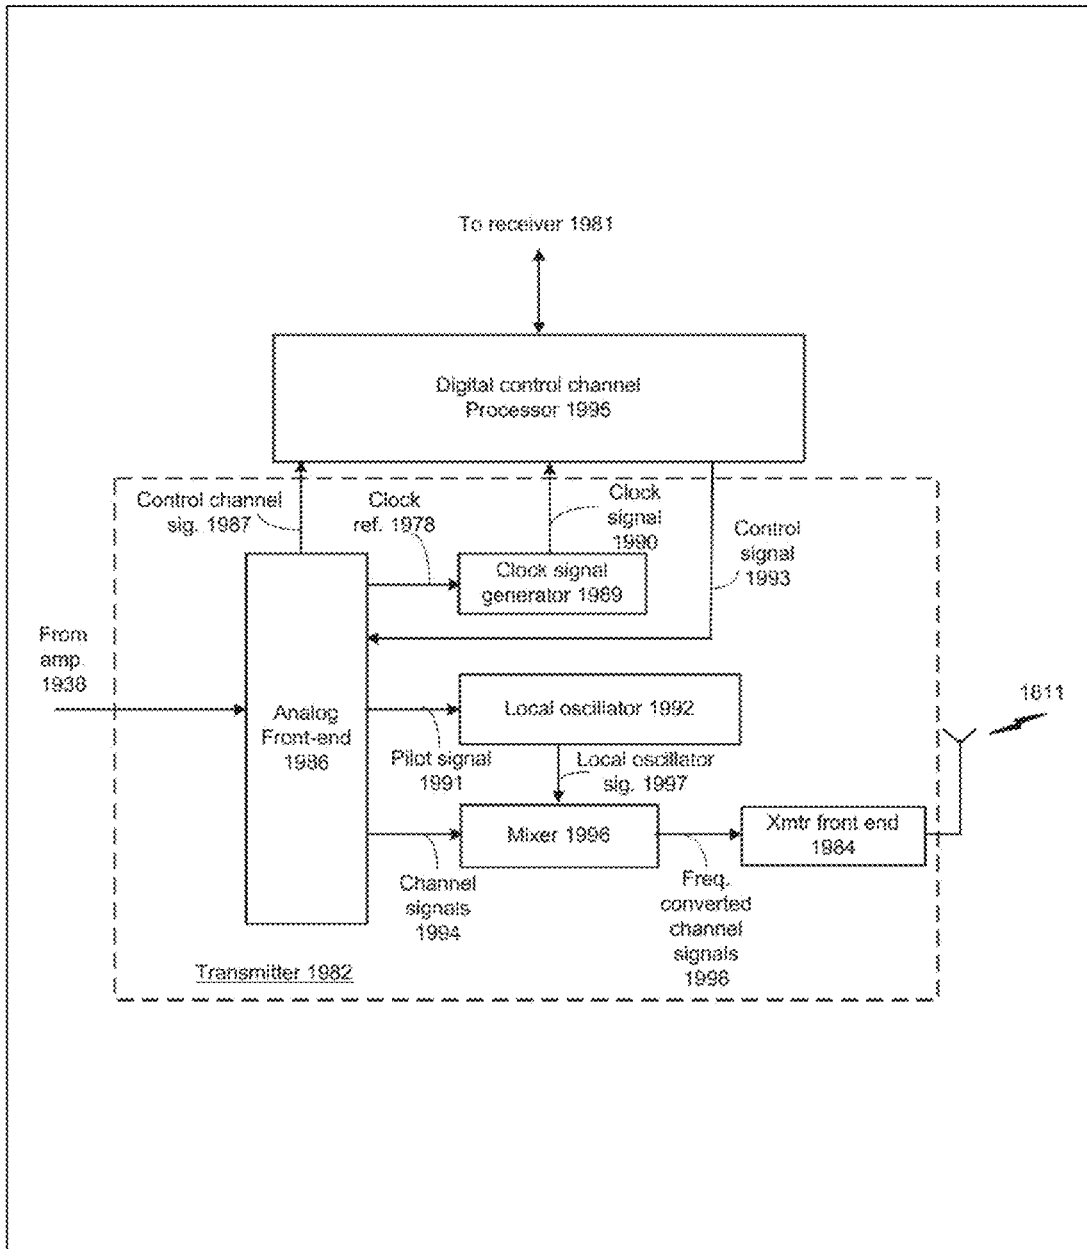 To receiver 1981
Digital control channel
Processor 1995
Control channel
sig. 1987
Clock
ref. 1978
Clock
signal
1990
Control
signal
1993
Clock signal
generator 1989
From
amp.
1938
Analog
Front-end
1986
Local oscillator 1992
1811
Pilot signal
1991
Local oscillator
sig. 1997
Mixer 1996
Xmtr front end
1984
Channel
signals
1994
Freq.
converted
channel
signals
1998
Transmitter 1982